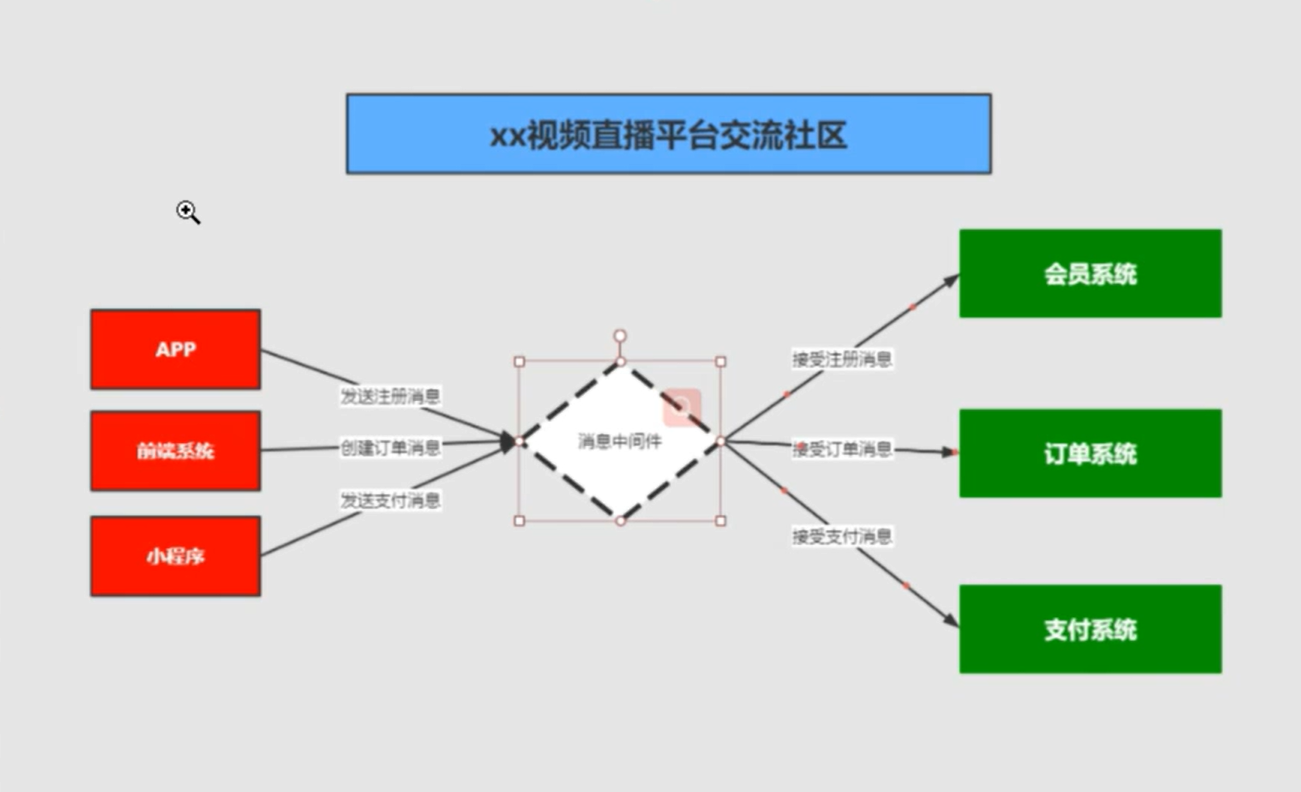 xx视频直播平台交流社区
APP
前端系统
小程序
发送注册消息
创建订单消息
发送支付消息
消息中间件
接受注册消息
接受订单消息
接受支付消息
会员系统
订单系统
支付系统